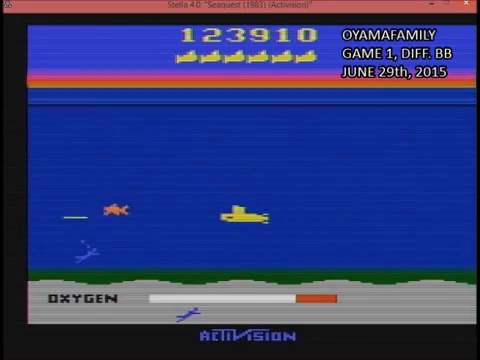 Stella 4.0: "Seaquest (1983) (Activision)"
123910
OYAMAFAMILY
GAME 1, DIFF. BB
JUNE 29th, 2015
OXYGEN
ACTIVISION